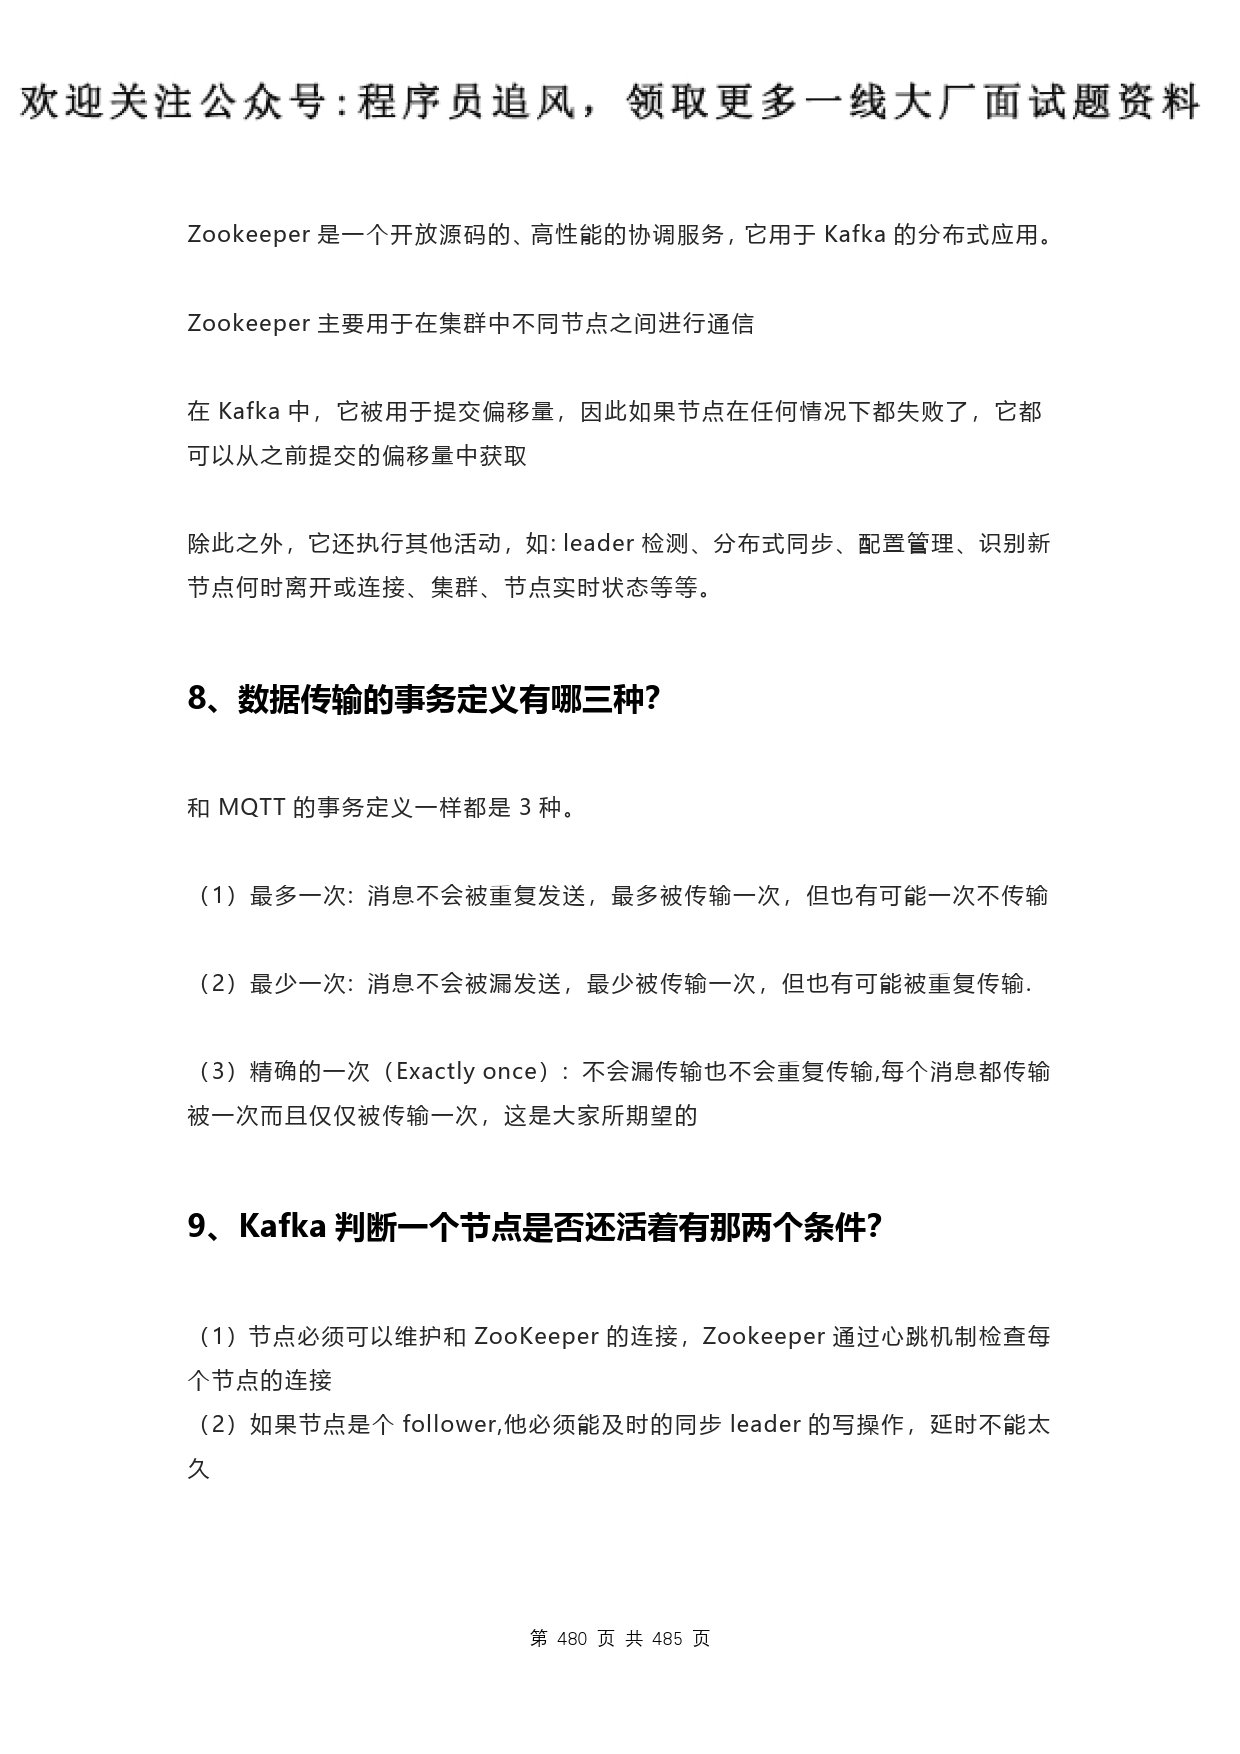 欢迎关注公众号:程序员追风，领取更多一线大厂面试题资料
Zookeeper 是一个开放源码的、高性能的协调服务，它用于 Kafka 的分布式应用。
Zookeeper 主要用于在集群中不同节点之间进行通信
在 Kafka 中，它被用于提交偏移量，因此如果节点在任何情况下都失败了，它都
可以从之前提交的偏移量中获取
除此之外，它还执行其他活动，如: leader 检测、分布式同步、配置管理、识别新
节点何时离开或连接、集群、节点实时状态等等。
8、数据传输的事务定义有哪三种？
和 MQTT 的事务定义一样都是 3 种。
（1）最多一次：消息不会被重复发送，最多被传输一次，但也有可能一次不传输
（2）最少一次：消息不会被漏发送，最少被传输一次，但也有可能被重复传输.
（3）精确的一次（Exactly once）：不会漏传输也不会重复传输,每个消息都传输
被一次而且仅仅被传输一次，这是大家所期望的
9、Kafka 判断一个节点是否还活着有那两个条件？
（1）节点必须可以维护和 ZooKeeper 的连接，Zookeeper 通过心跳机制检查每
个节点的连接
（2）如果节点是个 follower,他必须能及时的同步 leader 的写操作，延时不能太
久
第 480 页 共 485 页